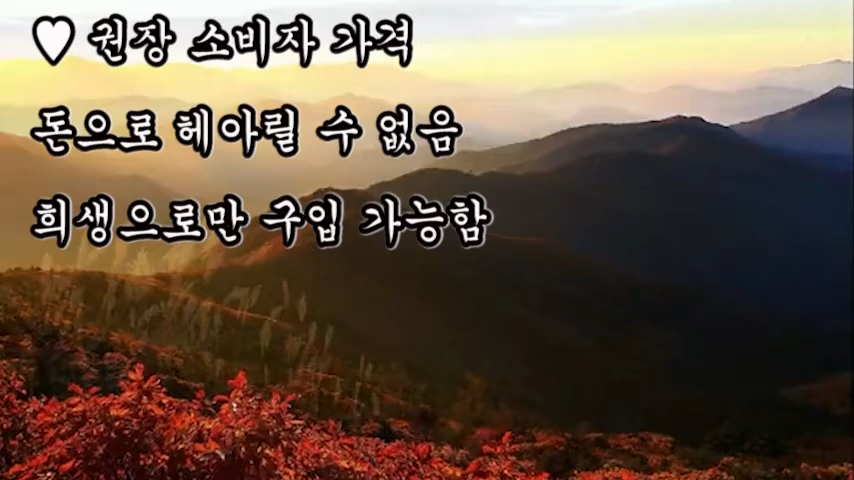 ♥ 권장 소비자 가격
돈으로 헤아릴 수 없음
희생으로만 구입 가능함